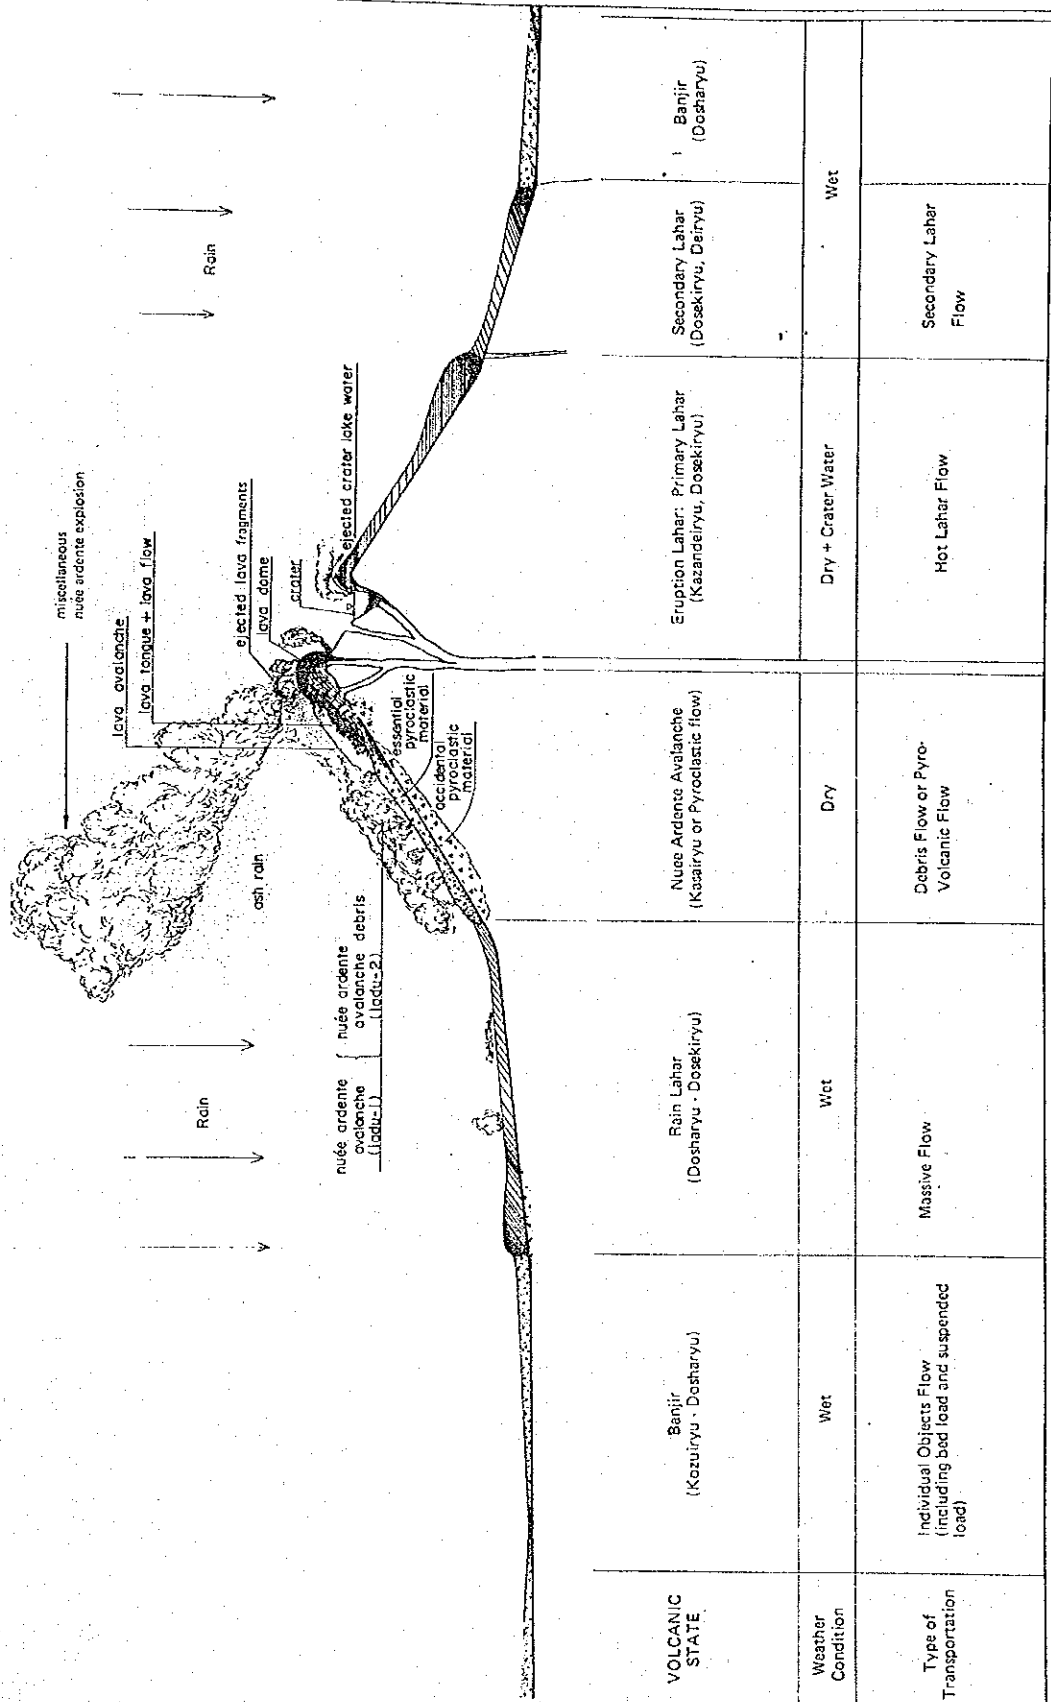 miscellaneous
nuée ardente explosion
lava avalanche
lava tongue + lava flow
ejected lava fragments
lava dome
crater
ejected crater lake water
Rain
ash rain
Rain
nuée ardente
avalanche
(ladu-1)
nuée ardente
avalanche debris
(ladu-2)
essential
pyroclastic
material
accidental
pyroclastic
material
VOLCANIC
STATE
Banjir
(Kozuiryu - Dosharyu)
Rain Lahar
(Dosharyu - Dosekiryu)
Nuee Ardente Avalanche
(Kasairyu or Pyroclastic flow)
Eruption Lahar: Primary Lahar
(Kazandeiryu, Dosekiryu)
Secondary Lahar
(Dosekiryu, Deiryu)
Banjir
(Dosharyu)
Weather
Condition
Wet
Wet
Dry
Dry + Crater Water
Wet
Type of
Transportation
Individual Objects Flow
(including bed load and suspended
load)
Massive Flow
Debris Flow or Pyro-
Volcanic Flow
Hot Lahar Flow
Secondary Lahar
Flow